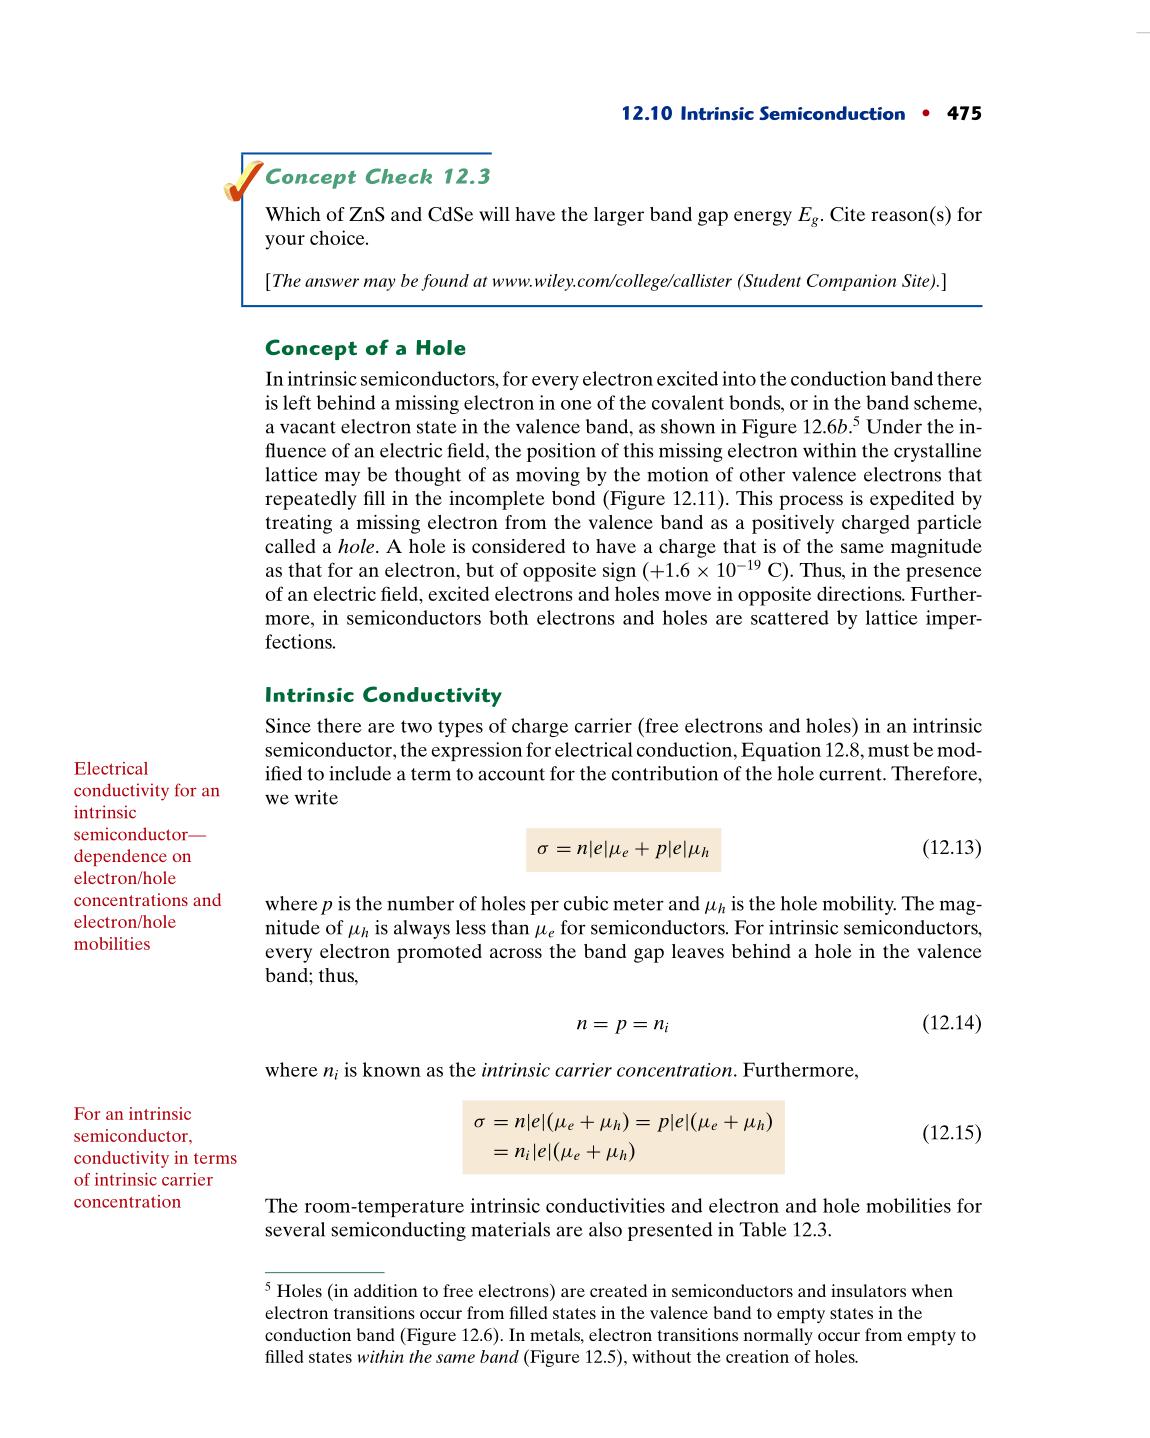 12.10 Intrinsic Semiconduction • 475
Concept Check 12.3
Which of ZnS and CdSe will have the larger band gap energy E_g. Cite reason(s) for
your choice.
[The answer may be found at www.wiley.com/college/callister (Student Companion Site).]
Concept of a Hole
In intrinsic semiconductors, for every electron excited into the conduction band there
is left behind a missing electron in one of the covalent bonds, or in the band scheme,
a vacant electron state in the valence band, as shown in Figure 12.6b.⁵ Under the in-
fluence of an electric field, the position of this missing electron within the crystalline
lattice may be thought of as moving by the motion of other valence electrons that
repeatedly fill in the incomplete bond (Figure 12.11). This process is expedited by
treating a missing electron from the valence band as a positively charged particle
called a hole. A hole is considered to have a charge that is of the same magnitude
as that for an electron, but of opposite sign (+1.6 × 10⁻¹⁹ C). Thus, in the presence
of an electric field, excited electrons and holes move in opposite directions. Further-
more, in semiconductors both electrons and holes are scattered by lattice imper-
fections.
Intrinsic Conductivity
Since there are two types of charge carrier (free electrons and holes) in an intrinsic
semiconductor, the expression for electrical conduction, Equation 12.8, must be mod-
ified to include a term to account for the contribution of the hole current. Therefore,
we write
Electrical
conductivity for an
intrinsic
semiconductor—
dependence on
electron/hole
concentrations and
electron/hole
mobilities
σ = n|e|μ_e + p|e|μ_h (12.13)
where p is the number of holes per cubic meter and μ_h is the hole mobility. The mag-
nitude of μ_h is always less than μ_e for semiconductors. For intrinsic semiconductors,
every electron promoted across the band gap leaves behind a hole in the valence
band; thus,
n = p = n_i (12.14)
where n_i is known as the intrinsic carrier concentration. Furthermore,
For an intrinsic
semiconductor,
conductivity in terms
of intrinsic carrier
concentration
σ = n|e|(μ_e + μ_h) = p|e|(μ_e + μ_h)
= n_i|e|(μ_e + μ_h) (12.15)
The room-temperature intrinsic conductivities and electron and hole mobilities for
several semiconducting materials are also presented in Table 12.3.
⁵ Holes (in addition to free electrons) are created in semiconductors and insulators when
electron transitions occur from filled states in the valence band to empty states in the
conduction band (Figure 12.6). In metals, electron transitions normally occur from empty to
filled states within the same band (Figure 12.5), without the creation of holes.